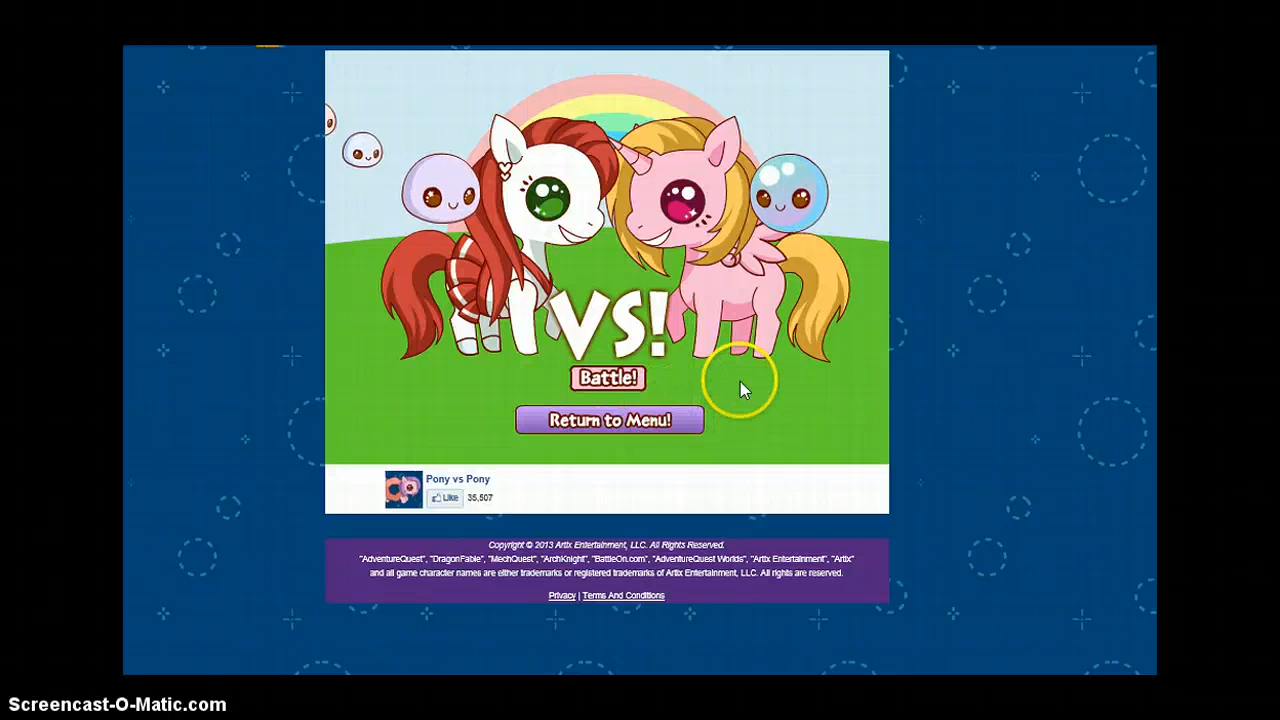 VS!
Battle!
Return to Menu!
Pony vs Pony
Like 35,507
Copyright © 2013 Artix Entertainment, LLC. All Rights Reserved.
"AdventureQuest", "DragonFable", "MechQuest", "ArchKnight", "BattleOn.com", "AdventureQuest Worlds", "Artix Entertainment", "Artix"
and all game character names are either trademarks or registered trademarks of Artix Entertainment, LLC. All rights are reserved.
Privacy | Terms And Conditions
Screencast-O-Matic.com